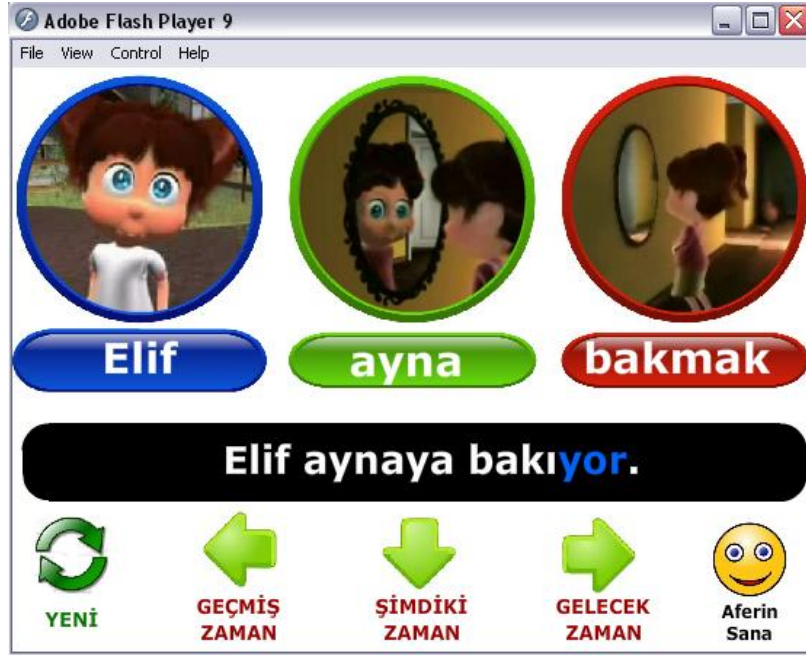 Adobe Flash Player 9
File View Control Help
Elif ayna bakmak
Elif aynaya bakıyor.
YENİ
GEÇMİŞ ZAMAN
ŞİMDİKİ ZAMAN
GELECEK ZAMAN
Aferin Sana